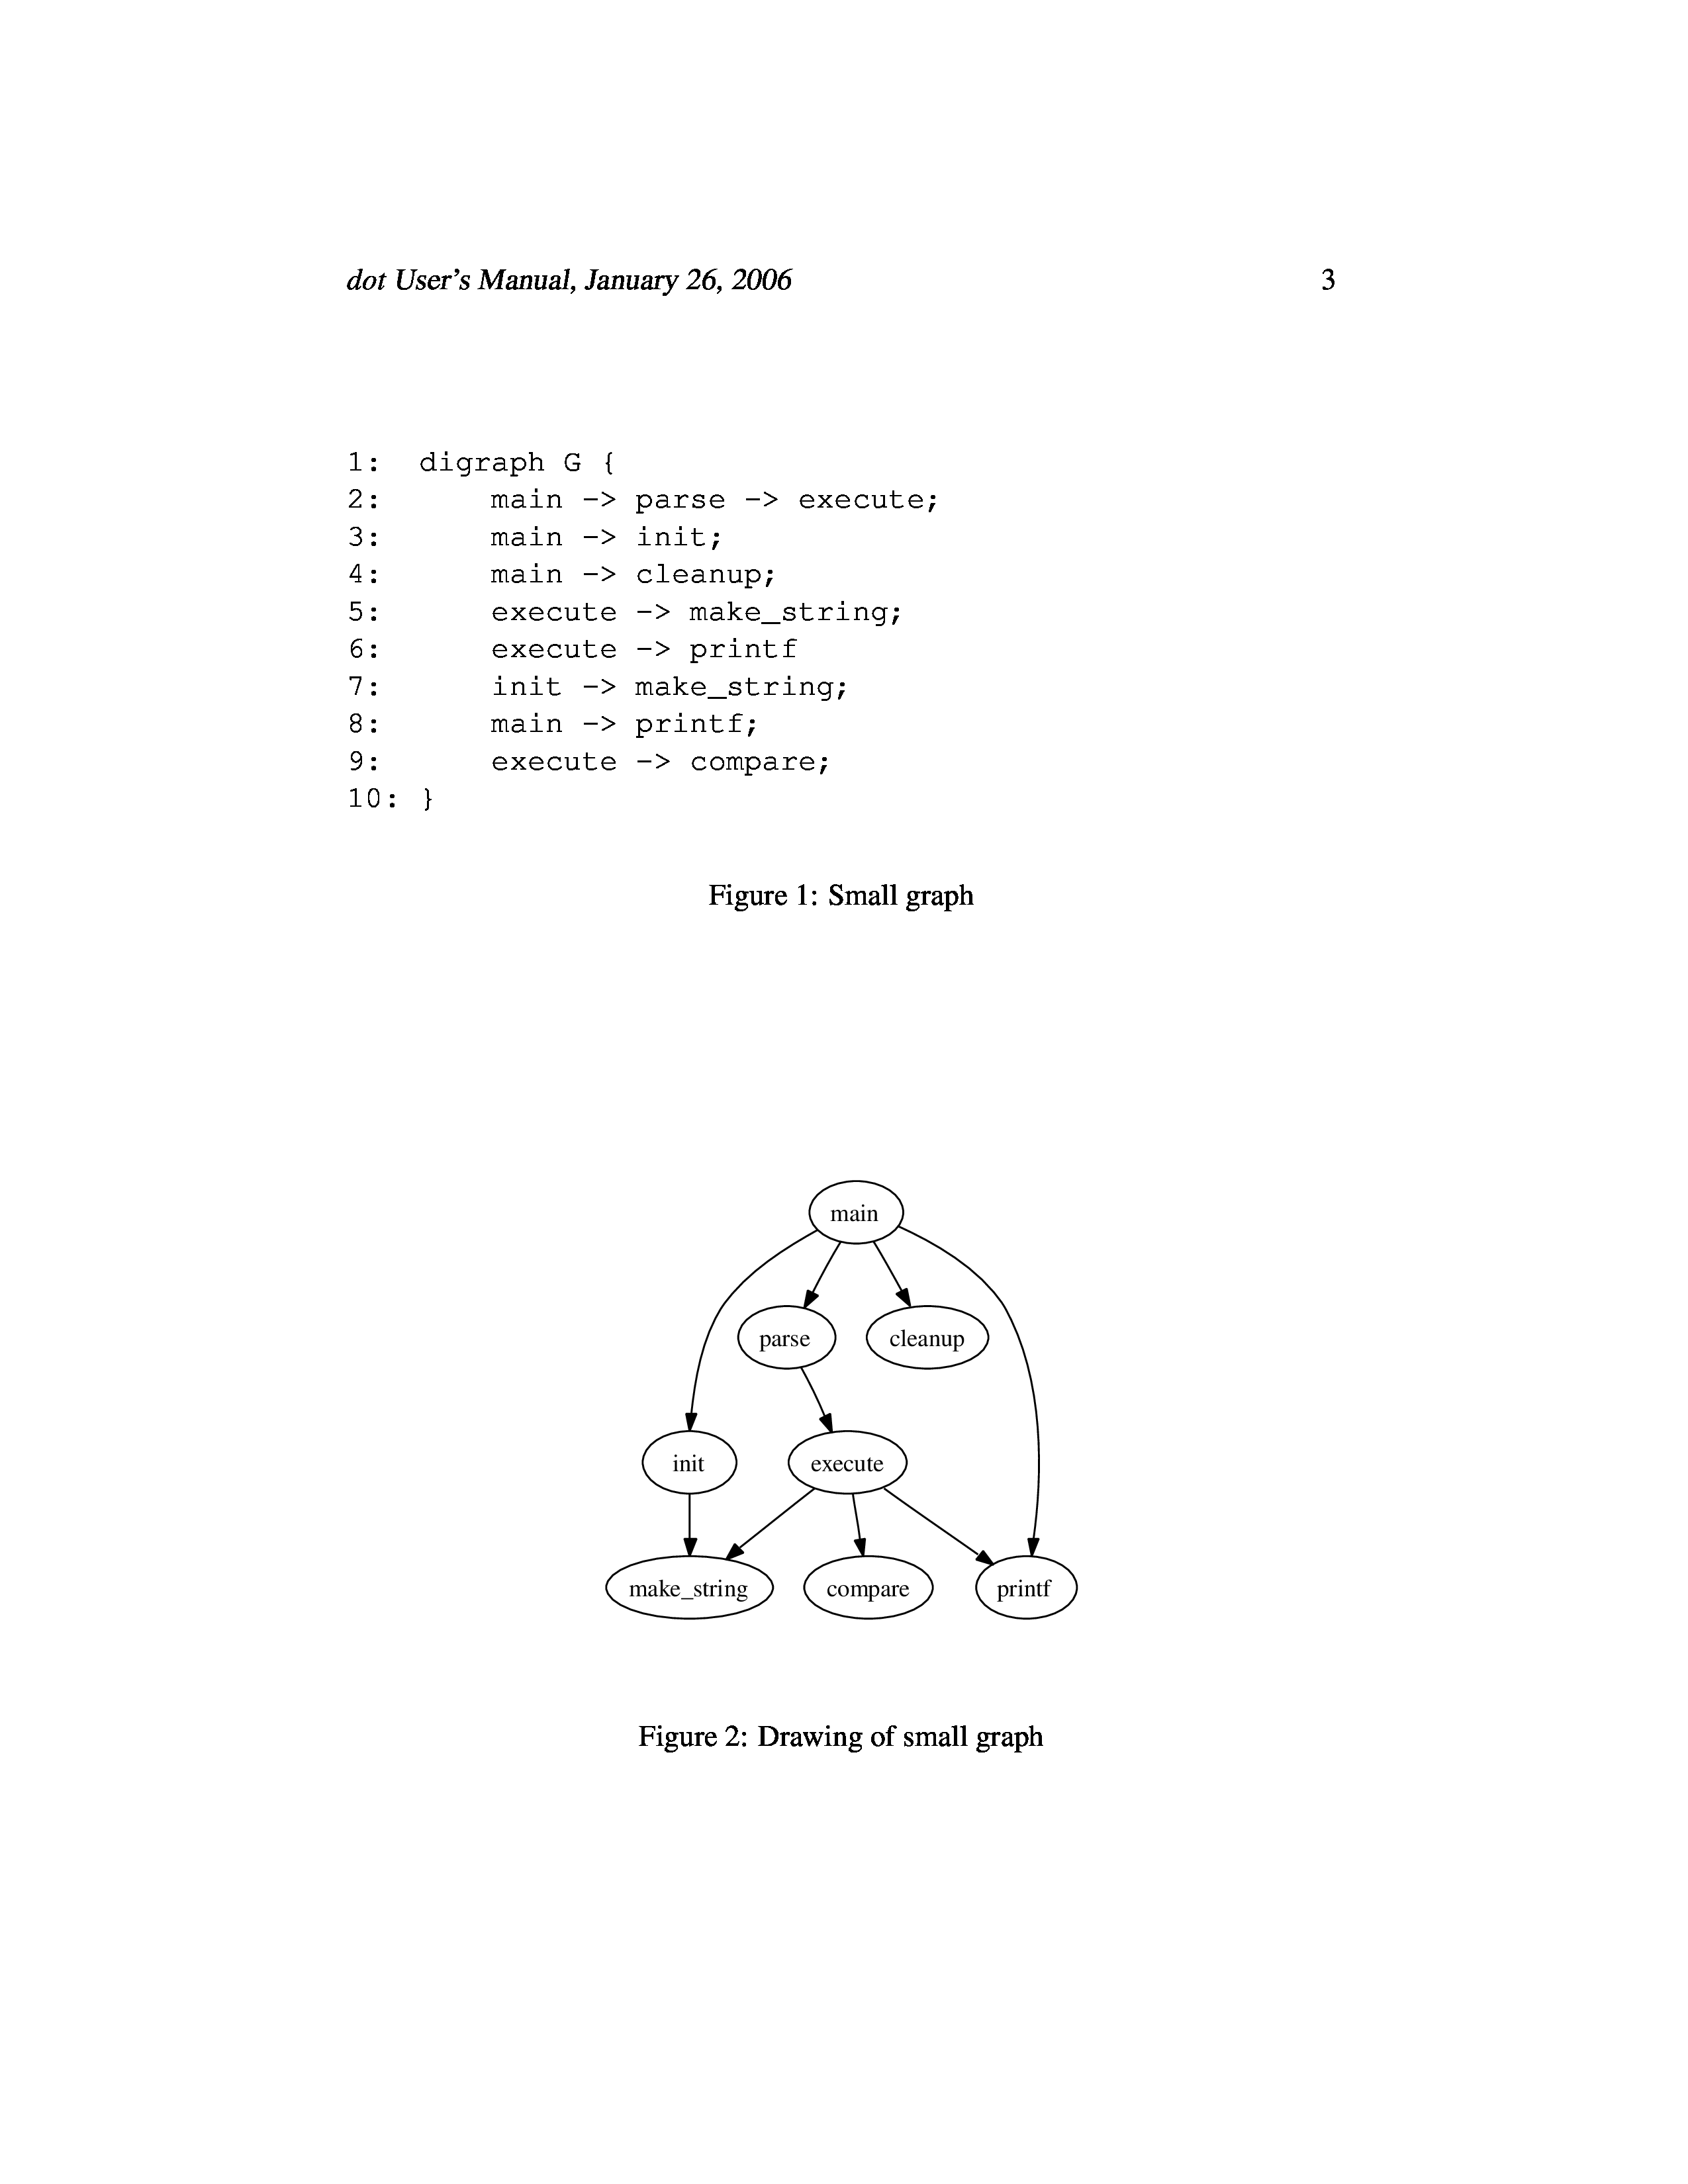 dot User's Manual, January 26, 2006 3
1: digraph G {
2: main -> parse -> execute;
3: main -> init;
4: main -> cleanup;
5: execute -> make_string;
6: execute -> printf
7: init -> make_string;
8: main -> printf;
9: execute -> compare;
10: }
Figure 1: Small graph
main
parse cleanup
init execute
make_string compare printf
Figure 2: Drawing of small graph